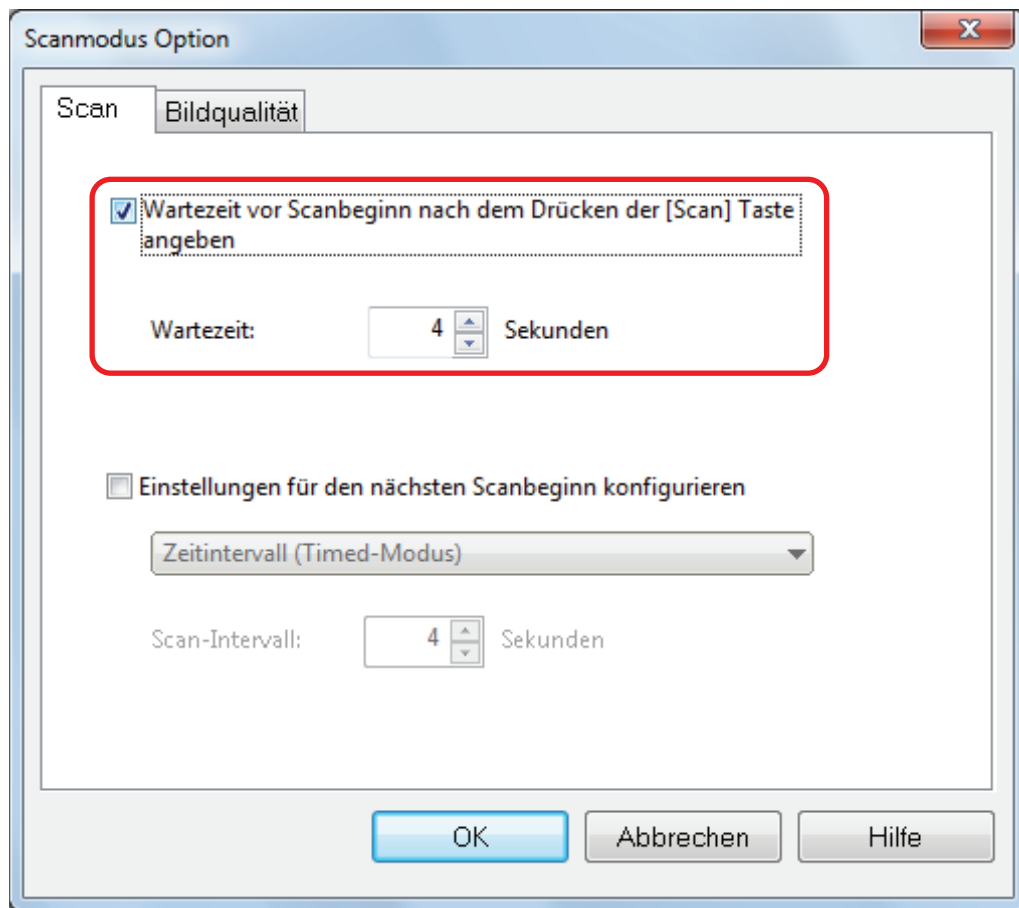 Scanmodus Option
Scan
Bildqualität
Wartezeit vor Scanbeginn nach dem Drücken der [Scan] Taste
angeben
Wartezeit: 4 Sekunden
Einstellungen für den nächsten Scanbeginn konfigurieren
Zeitintervall (Timed-Modus)
Scan-Intervall: 4 Sekunden
OK Abbrechen Hilfe